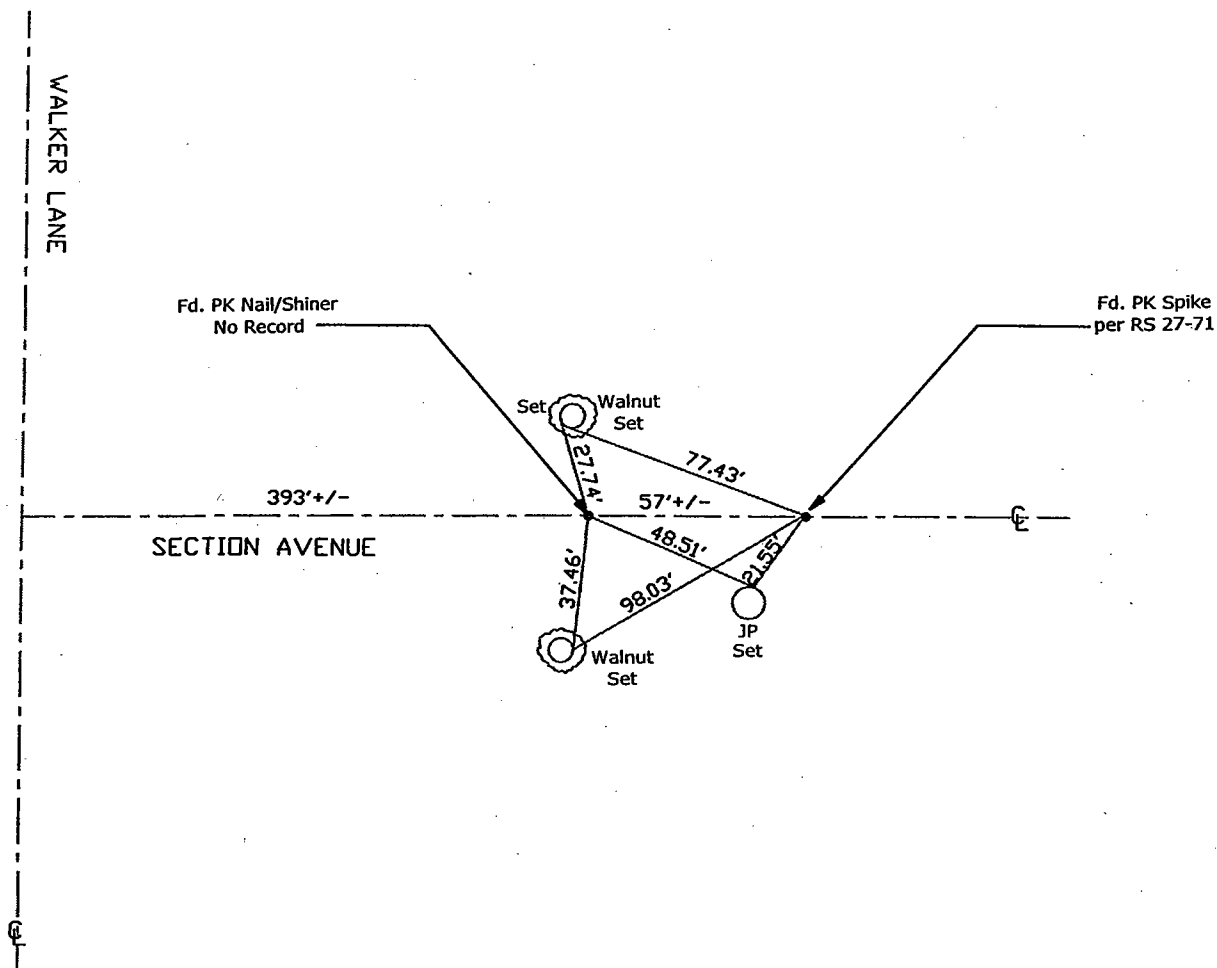 WALKER LANE
Fd. PK Nail/Shiner
No Record
Fd. PK Spike
per RS 27-71
Set
Walnut
Set
27.74'
77.43'
393'+/-
57'+/-
℄
SECTION AVENUE
48.51'
21.55'
37.46'
98.03'
JP
Set
Walnut
Set
℄